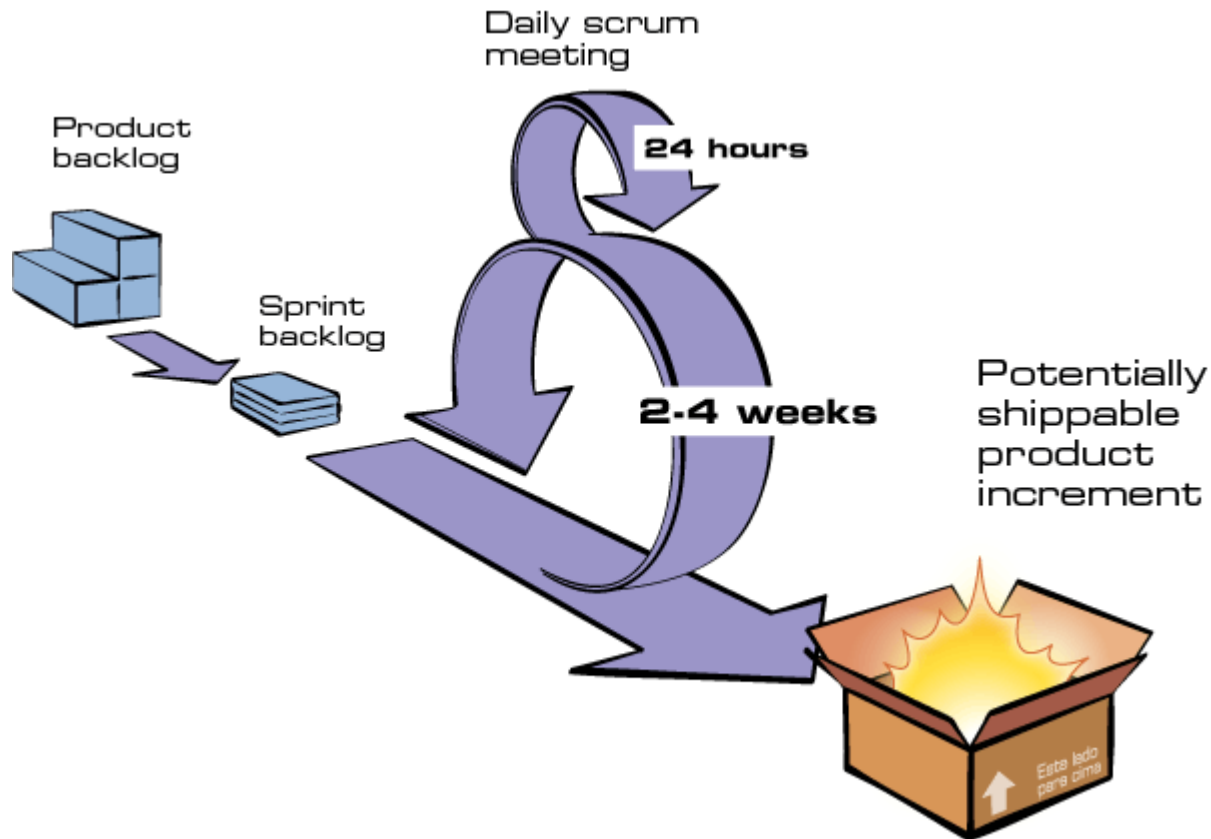 Daily scrum
meeting
24 hours
Product
backlog
Sprint
backlog
2-4 weeks
Potentially
shippable
product
increment
Este lado
para cima